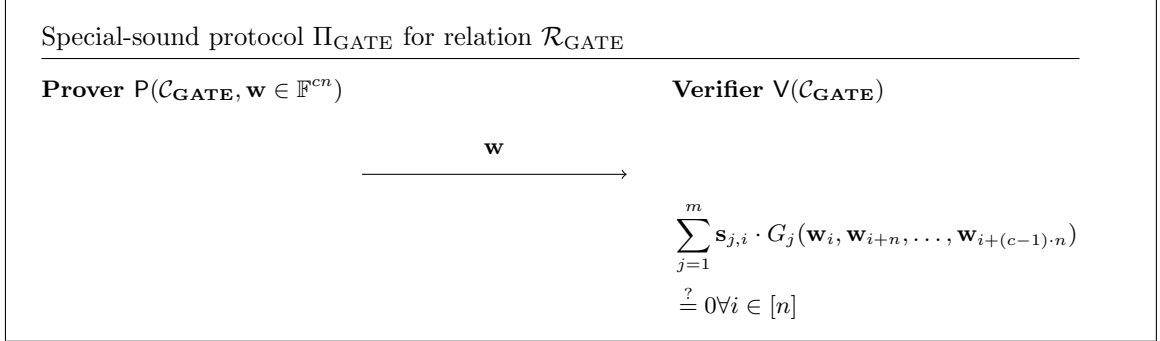 Special-sound protocol Π_GATE for relation R_GATE
Prover P(C_GATE, w ∈ F^{cn}) Verifier V(C_GATE)
w
∑_{j=1}^{m} s_{j,i} · G_j(w_i, w_{i+n}, . . . , w_{i+(c−1)·n})
≟ 0∀i ∈ [n]